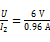 U/I₂ = 6 V/0.96 A